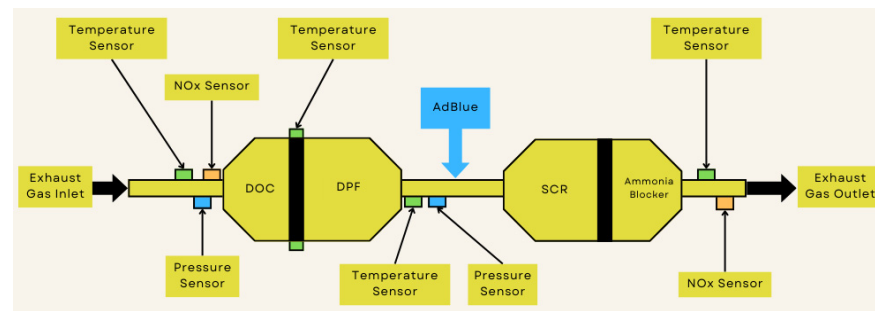 Temperature
Sensor
Temperature
Sensor
Temperature
Sensor
NOx Sensor
AdBlue
Exhaust
Gas Inlet
DOC
DPF
SCR
Ammonia
Blocker
Exhaust
Gas Outlet
Pressure
Sensor
Temperature
Sensor
Pressure
Sensor
NOx Sensor